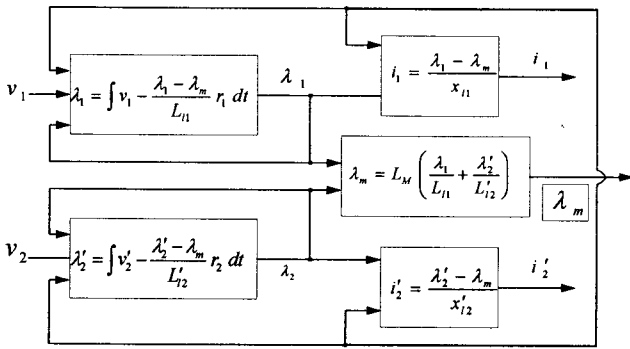 λ₁
i₁ = (λ₁ − λₘ) / x_{l1}
i₁
v₁
λ₁ = ∫ v₁ − (λ₁ − λₘ) / L_{l1} r₁ dt
λₘ = L_M (λ₁ / L_{l1} + λ′₂ / L′_{l2})
λₘ
v₂
λ′₂ = ∫ v′₂ − (λ′₂ − λₘ) / L′_{l2} r₂ dt
λ₂
i′₂ = (λ′₂ − λₘ) / x′_{l2}
i₂′